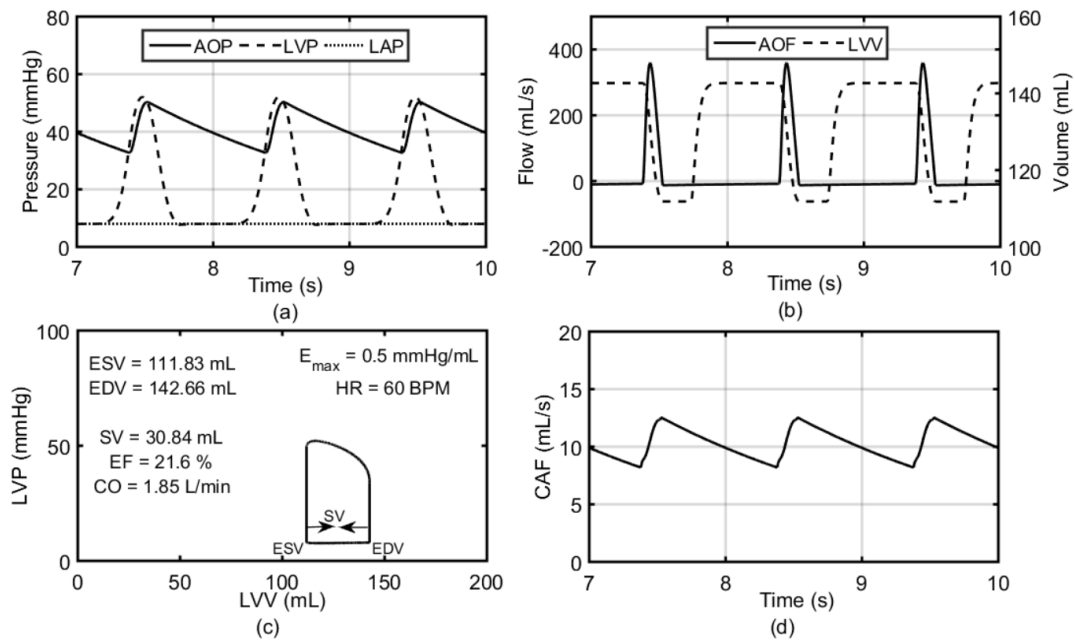 80
60
40
20
0
Pressure (mmHg)
AOP LVP LAP
7 8 9 10
Time (s)
(a)
400
200
0
-200
Flow (mL/s)
AOF LVV
160
140
120
100
Volume (mL)
7 8 9 10
Time (s)
(b)
100
50
0
LVP (mmHg)
ESV = 111.83 mL
EDV = 142.66 mL
SV = 30.84 mL
EF = 21.6 %
CO = 1.85 L/min
Emax = 0.5 mmHg/mL
HR = 60 BPM
SV
ESV EDV
0 50 100 150 200
LVV (mL)
(c)
20
15
10
5
0
CAF (mL/s)
7 8 9 10
Time (s)
(d)